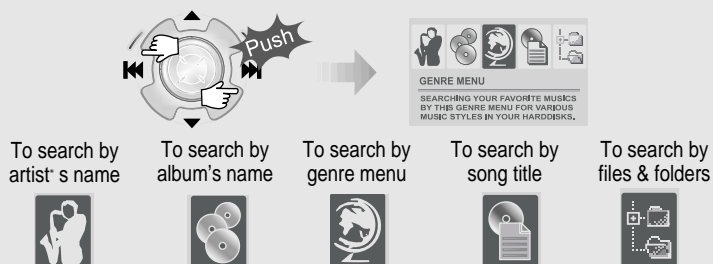 Push
GENRE MENU
SEARCHING YOUR FAVORITE MUSICS
BY THIS GENRE MENU FOR VARIOUS
MUSIC STYLES IN YOUR HARDDISKS.
To search by
artist* s name
To search by
album's name
To search by
genre menu
To search by
song title
To search by
files & folders